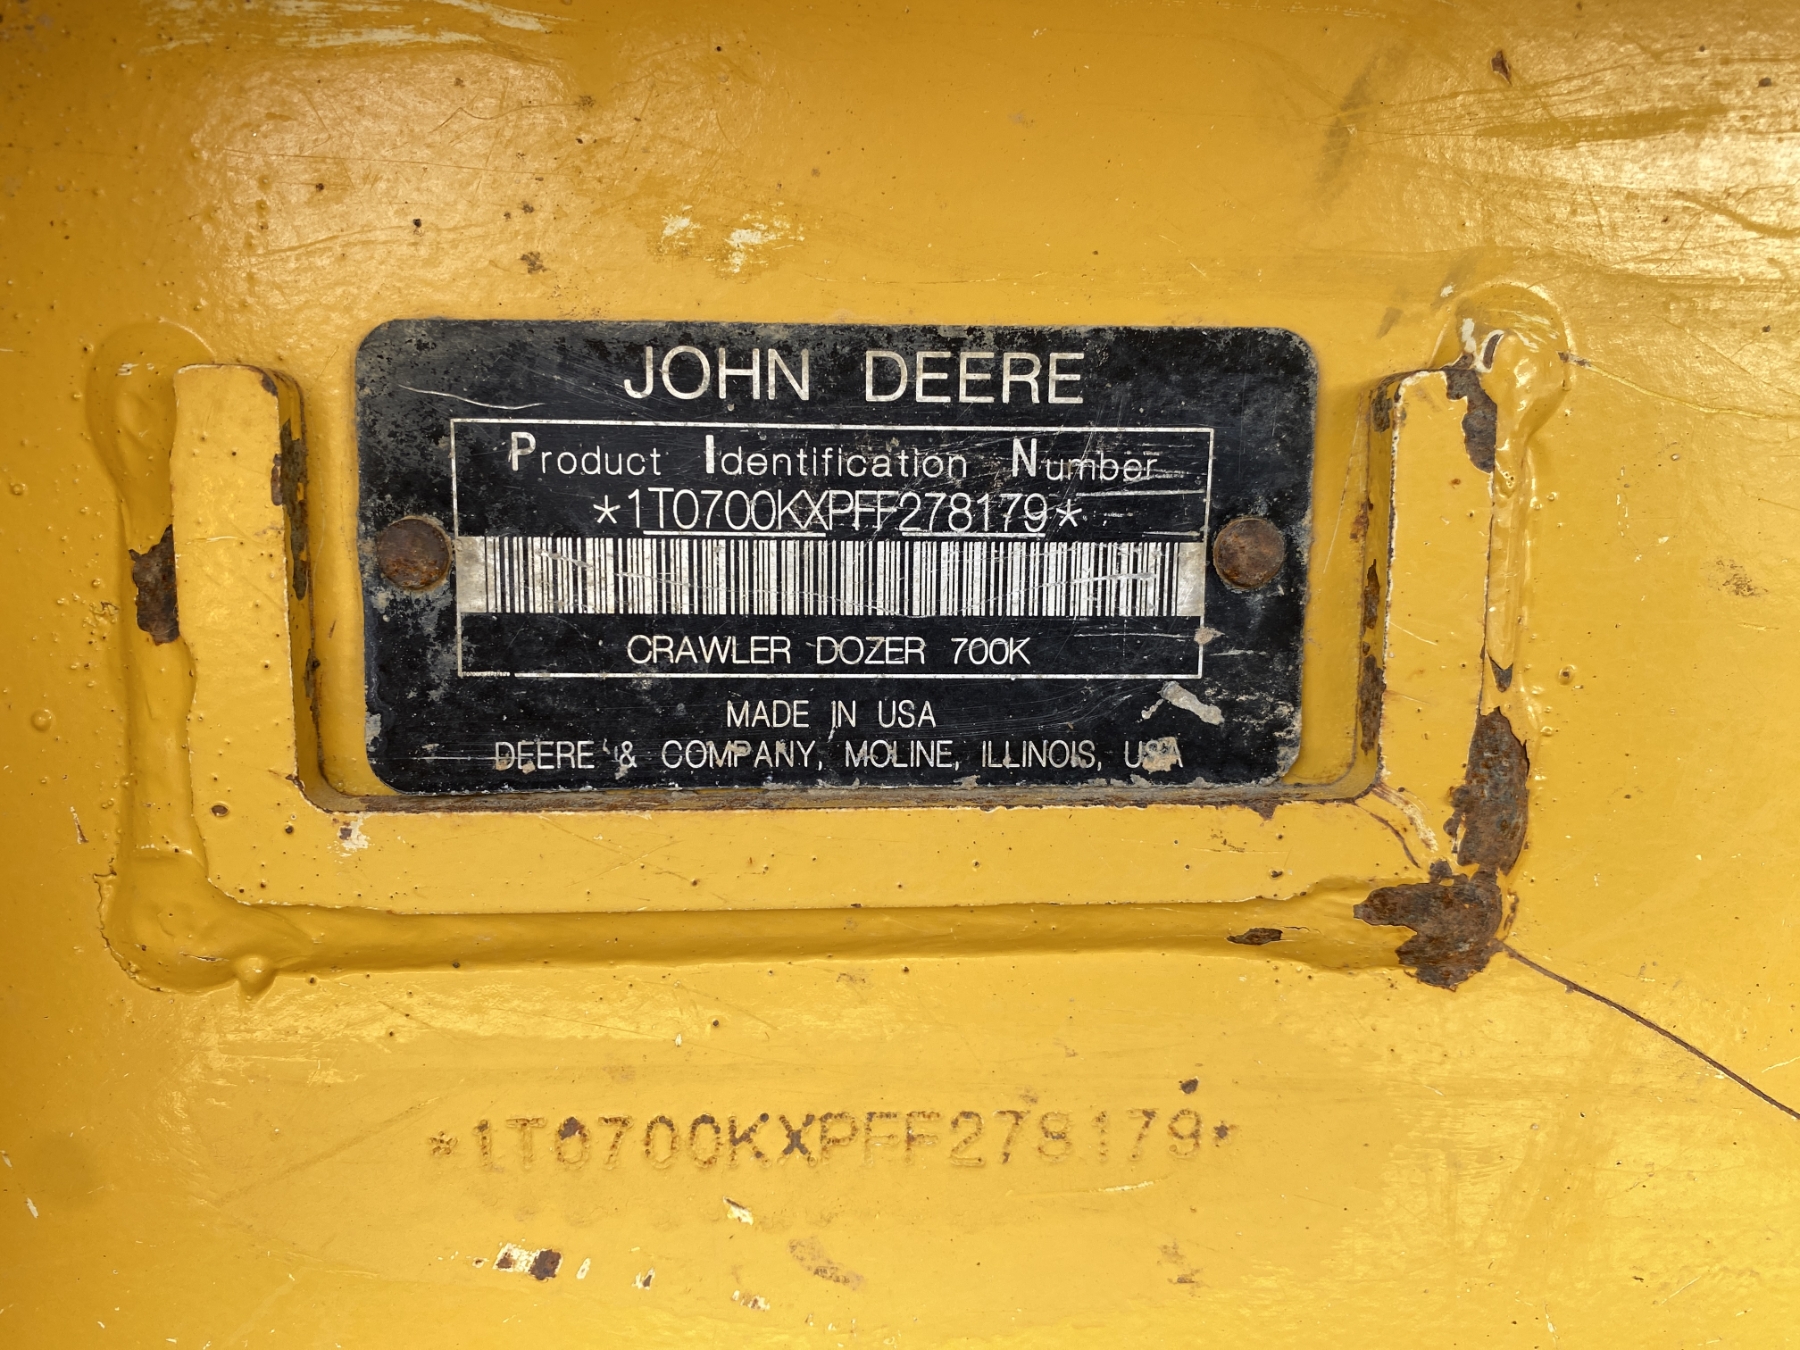 JOHN DEERE
Product Identification Number
*1T0700KXPFF278179*
CRAWLER DOZER 700K
MADE IN USA
DEERE & COMPANY, MOLINE, ILLINOIS, USA
*1T0700KXPFF278179*